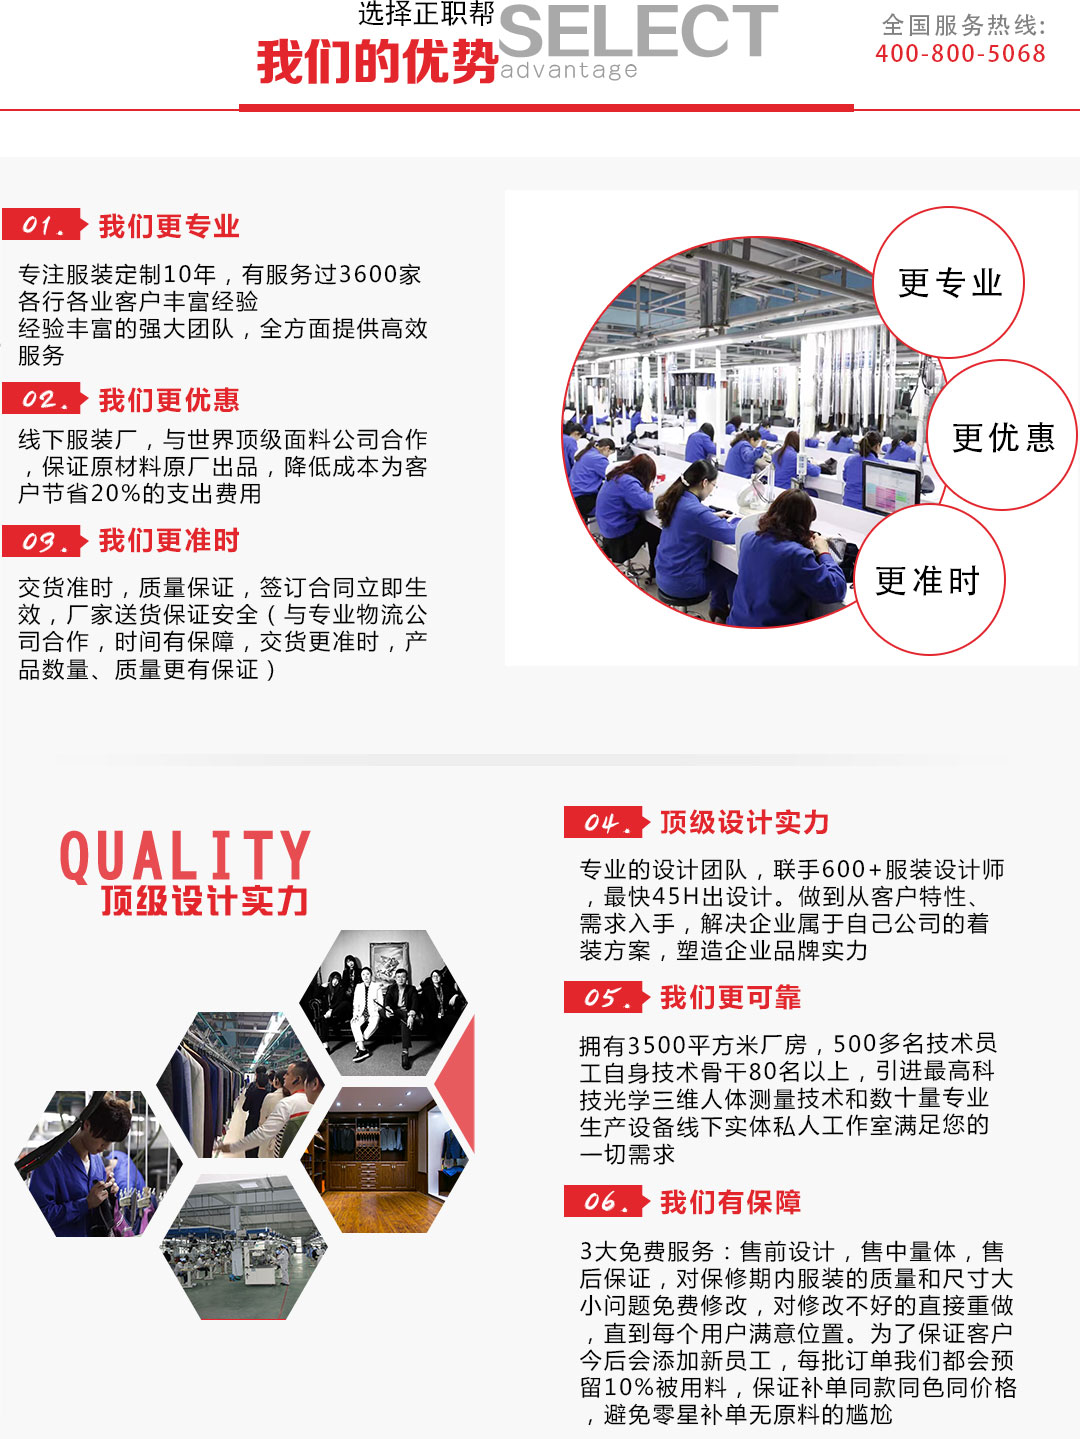 选择正职帮
我们的优势
SELECT
advantage
全国服务热线:
400-800-5068
01.
我们更专业
专注服装定制10年，有服务过3600家
各行各业客户丰富经验
经验丰富的强大团队，全方面提供高效
服务
02.
我们更优惠
线下服装厂，与世界顶级面料公司合作
，保证原材料原厂出品，降低成本为客
户节省20%的支出费用
03.
我们更准时
交货准时，质量保证，签订合同立即生
效，厂家送货保证安全（与专业物流公
司合作，时间有保障，交货更准时，产
品数量、质量更有保证）
更专业
更优惠
更准时
QUALITY
顶级设计实力
04.
顶级设计实力
专业的设计团队，联手600+服装设计师
，最快45H出设计。做到从客户特性、
需求入手，解决企业属于自己公司的着
装方案，塑造企业品牌实力
05.
我们更可靠
拥有3500平方米厂房，500多名技术员
工自身技术骨干80名以上，引进最高科
技光学三维人体测量技术和数十量专业
生产设备线下实体私人工作室满足您的
一切需求
06.
我们有保障
3大免费服务：售前设计，售中量体，售
后保证，对保修期内服装的质量和尺寸大
小问题免费修改，对修改不好的直接重做
，直到每个用户满意位置。为了保证客户
今后会添加新员工，每批订单我们都会预
留10%被用料，保证补单同款同色同价格
，避免零星补单无原料的尴尬